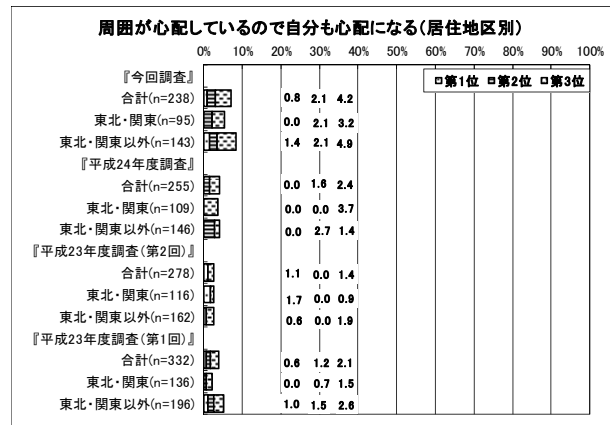 周囲が心配しているので自分も心配になる(居住地区別)
0% 10% 20% 30% 40% 50% 60% 70% 80% 90% 100%
第1位 第2位 第3位
『今回調査』
合計(n=238) 0.8 2.1 4.2
東北・関東(n=95) 0.0 2.1 3.2
東北・関東以外(n=143) 1.4 2.1 4.9
『平成24年度調査』
合計(n=255) 0.0 1.6 2.4
東北・関東(n=109) 0.0 0.0 3.7
東北・関東以外(n=146) 0.0 2.7 1.4
『平成23年度調査(第2回)』
合計(n=278) 1.1 0.0 1.4
東北・関東(n=116) 1.7 0.0 0.9
東北・関東以外(n=162) 0.6 0.0 1.9
『平成23年度調査(第1回)』
合計(n=332) 0.6 1.2 2.1
東北・関東(n=136) 0.0 0.7 1.5
東北・関東以外(n=196) 1.0 1.5 2.6